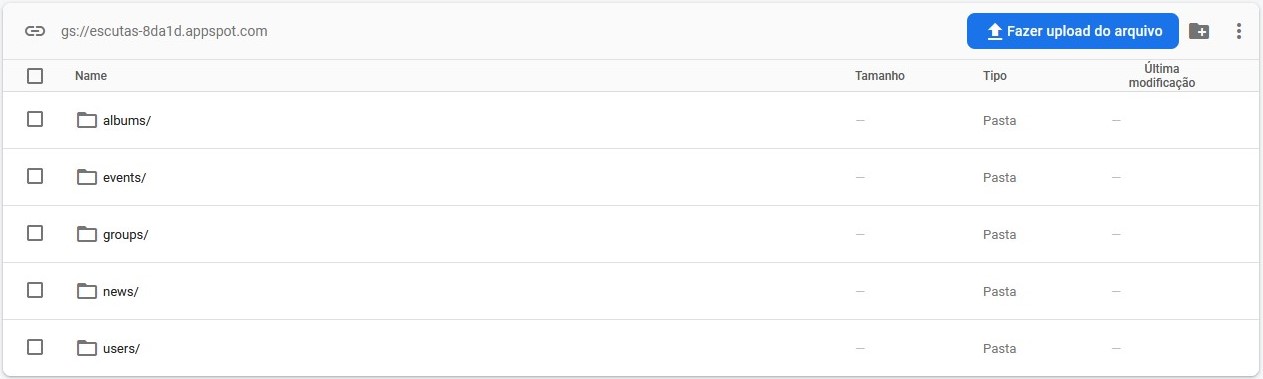 gs://escutas-8da1d.appspot.com
Fazer upload do arquivo
Name Tamanho Tipo Última modificação
albums/ — Pasta —
events/ — Pasta —
groups/ — Pasta —
news/ — Pasta —
users/ — Pasta —